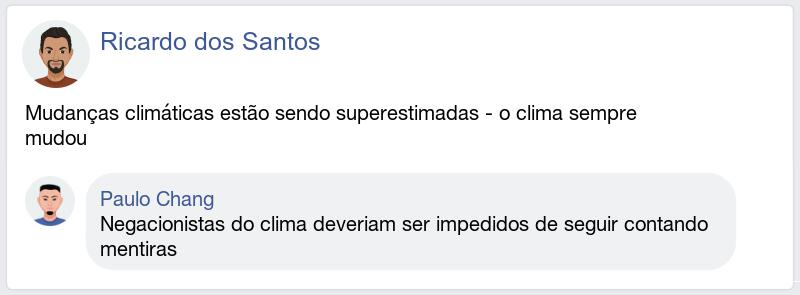 Ricardo dos Santos
Mudanças climáticas estão sendo superestimadas - o clima sempre
mudou
Paulo Chang
Negacionistas do clima deveriam ser impedidos de seguir contando
mentiras